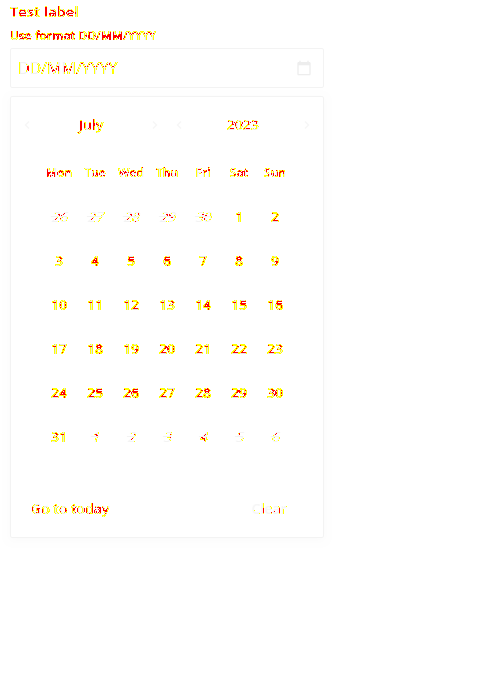 Test label
Use format DD/MM/YYYY
DD/MM/YYYY
July 2023
Mon Tue Wed Thu Fri Sat Sun
26 27 28 29 30 1 2
3 4 5 6 7 8 9
10 11 12 13 14 15 16
17 18 19 20 21 22 23
24 25 26 27 28 29 30
31 1 2 3 4 5 6
Go to today Clear